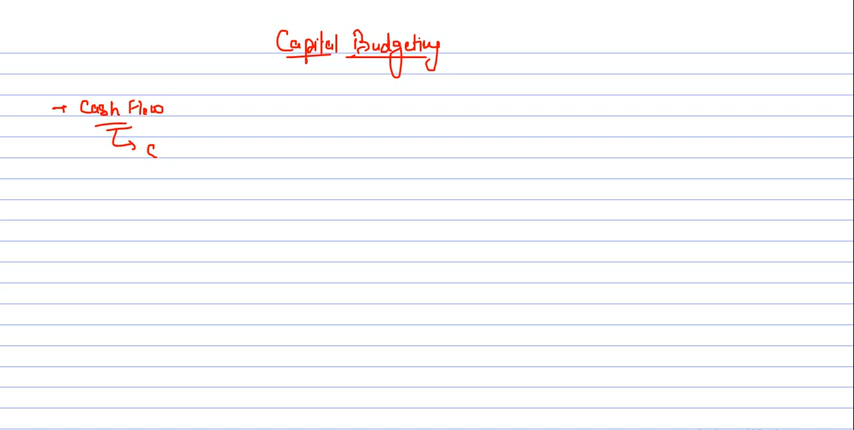 Capital Budgeting
→ Cash Flow
↳ C